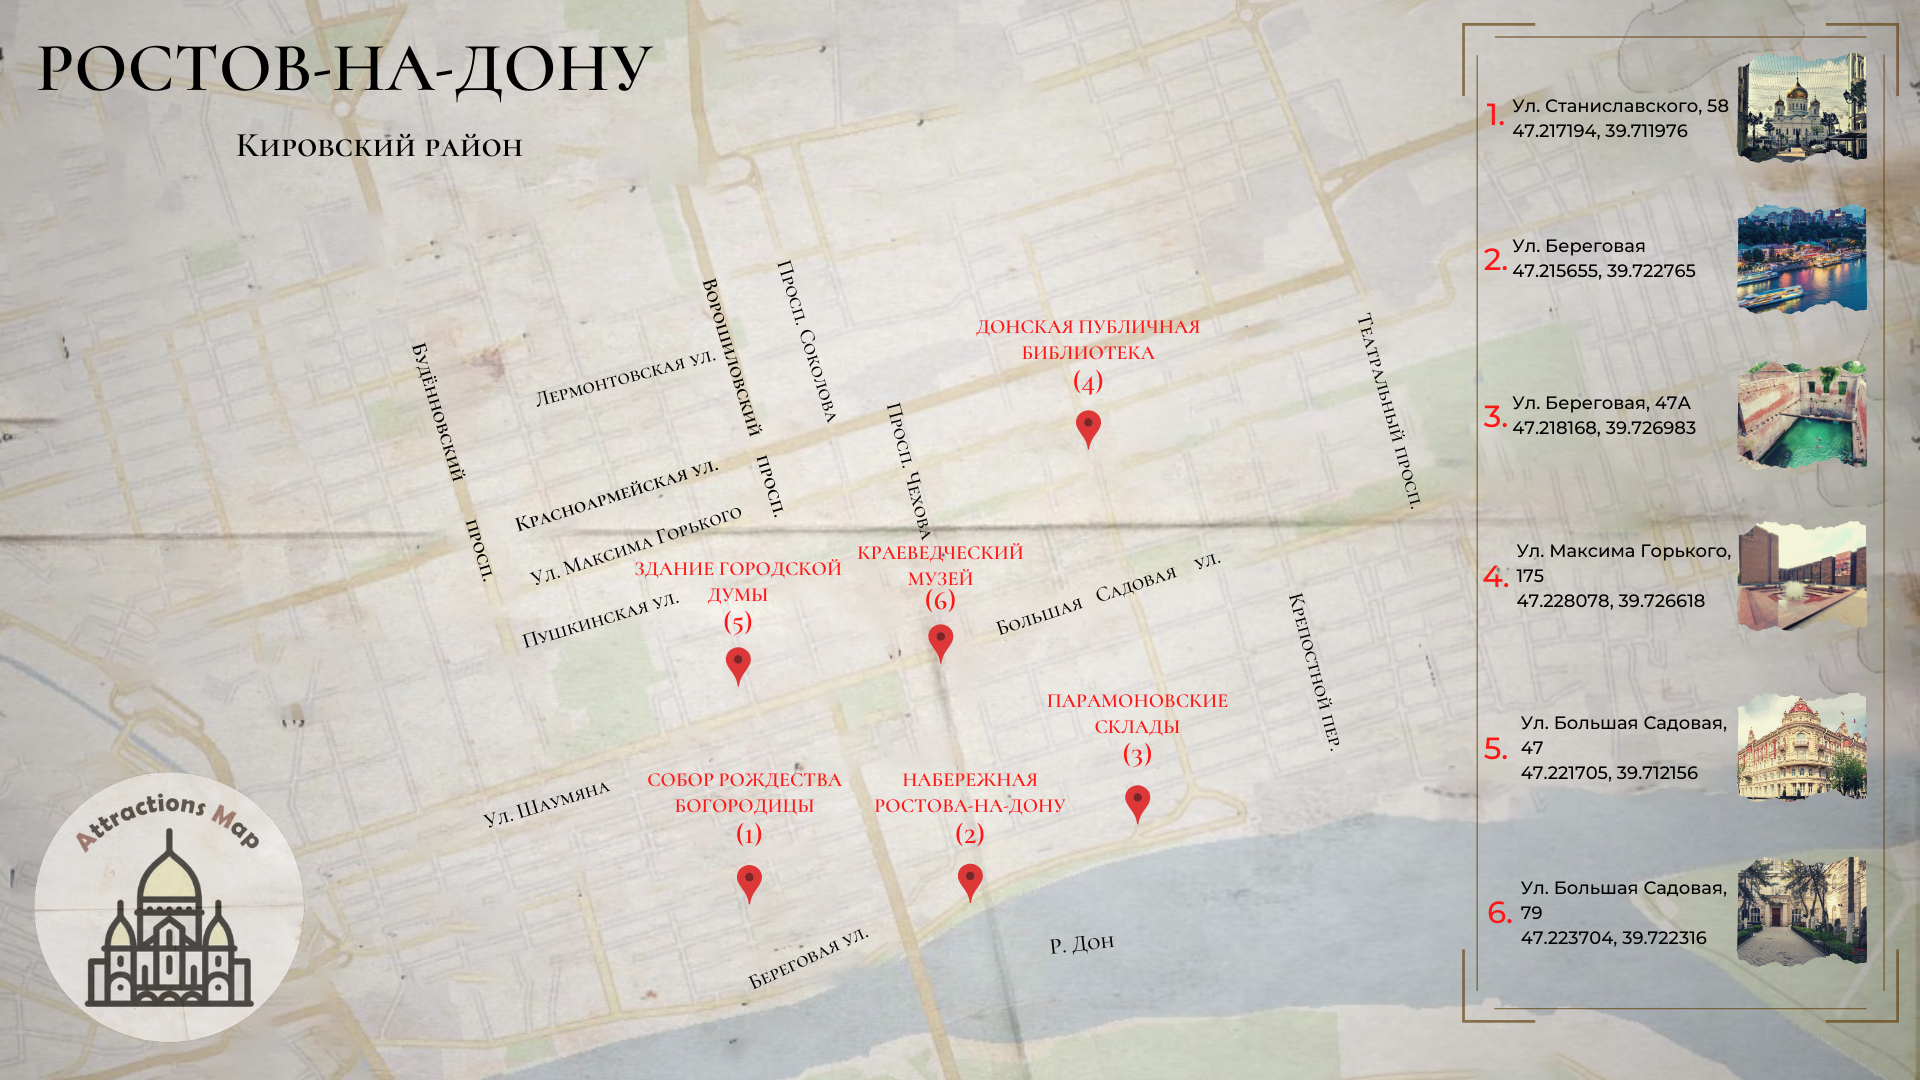 РОСТОВ-НА-ДОНУ
Кировский район
Будённовский просп.
Лермонтовская ул.
Ворошиловский просп.
Просп. Соколова
Просп. Чехова
Театральный просп.
Красноармейская ул.
Ул. Максима Горького
Пушкинская ул.
Большая Садовая ул.
Крепостной пер.
Ул. Шаумяна
Береговая ул.
Р. Дон
ДОНСКАЯ ПУБЛИЧНАЯ
БИБЛИОТЕКА
(4)
ЗДАНИЕ ГОРОДСКОЙ
ДУМЫ
(5)
КРАЕВЕДЧЕСКИЙ
МУЗЕЙ
(6)
ПАРАМОНОВСКИЕ
СКЛАДЫ
(3)
СОБОР РОЖДЕСТВА
БОГОРОДИЦЫ
(1)
НАБЕРЕЖНАЯ
РОСТОВА-НА-ДОНУ
(2)
Attractions Map
1. Ул. Станиславского, 58
47.217194, 39.711976
2. Ул. Береговая
47.215655, 39.722765
3. Ул. Береговая, 47А
47.218168, 39.726983
4. Ул. Максима Горького,
175
47.228078, 39.726618
5. Ул. Большая Садовая,
47
47.221705, 39.712156
6. Ул. Большая Садовая,
79
47.223704, 39.722316